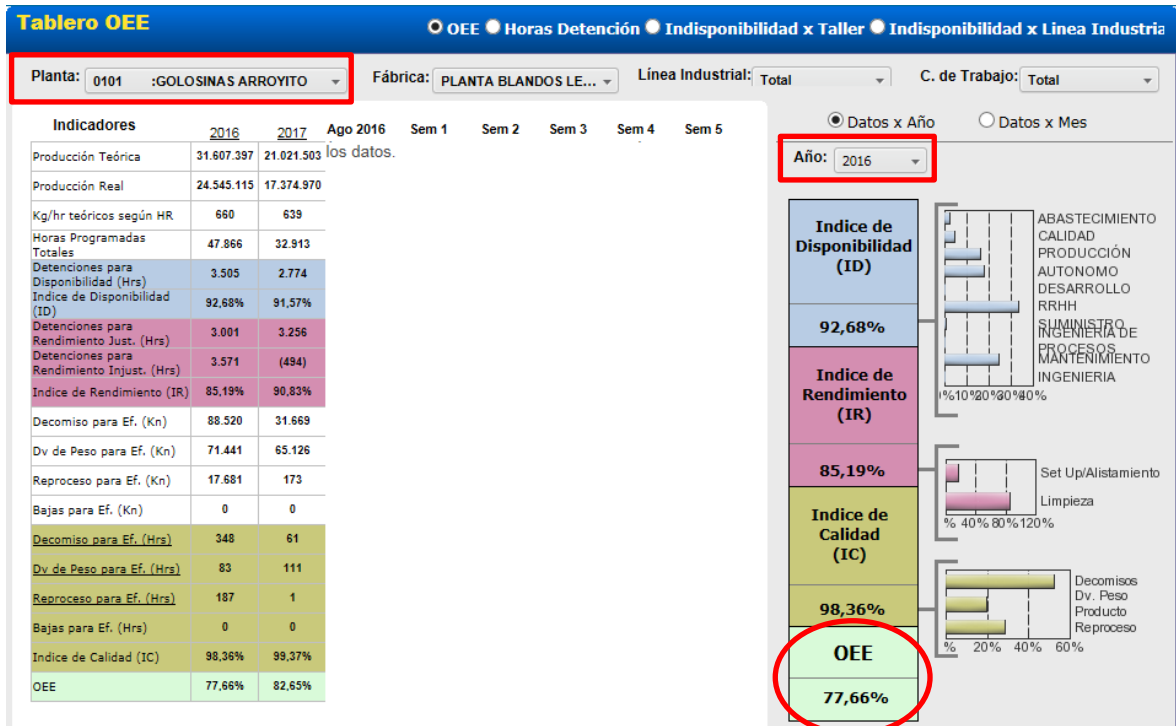 Tablero OEE
OEE Horas Detención Indisponibilidad x Taller Indisponibilidad x Linea Industria
Planta: 0101 :GOLOSINAS ARROYITO Fábrica: PLANTA BLANDOS LE... Línea Industrial: Total C. de Trabajo: Total
Indicadores 2016 2017 Ago 2016 Sem 1 Sem 2 Sem 3 Sem 4 Sem 5
los datos.
Producción Teórica 31.607.397 21.021.503
Producción Real 24.545.115 17.374.970
Kg/hr teóricos según HR 660 639
Horas Programadas
Totales 47.866 32.913
Detenciones para
Disponibilidad (Hrs) 3.505 2.774
Indice de Disponibilidad
(ID) 92,68% 91,57%
Detenciones para
Rendimiento Just. (Hrs) 3.001 3.256
Detenciones para
Rendimiento Injust. (Hrs) 3.571 (494)
Indice de Rendimiento (IR) 85,19% 90,83%
Decomiso para Ef. (Kn) 88.520 31.669
Dv de Peso para Ef. (Kn) 71.441 65.126
Reproceso para Ef. (Kn) 17.681 173
Bajas para Ef. (Kn) 0 0
Decomiso para Ef. (Hrs) 348 61
Dv de Peso para Ef. (Hrs) 83 111
Reproceso para Ef. (Hrs) 187 1
Bajas para Ef. (Hrs) 0 0
Indice de Calidad (IC) 98,36% 99,37%
OEE 77,66% 82,65%
Datos x Año Datos x Mes
Año: 2016
Indice de
Disponibilidad
(ID)
92,68%
Indice de
Rendimiento
(IR)
85,19%
Indice de
Calidad
(IC)
98,36%
OEE
77,66%
ABASTECIMIENTO
CALIDAD
PRODUCCIÓN
AUTONOMO
DESARROLLO
RRHH
SUMINISTRO
INGENIERIA DE
PROCESOS
MANTENIMIENTO
INGENIERIA
% 10% 20% 30% 40%
Set Up/Alistamiento
Limpieza
% 40% 80% 120%
Decomisos
Dv. Peso
Producto
Reproceso
% 20% 40% 60%